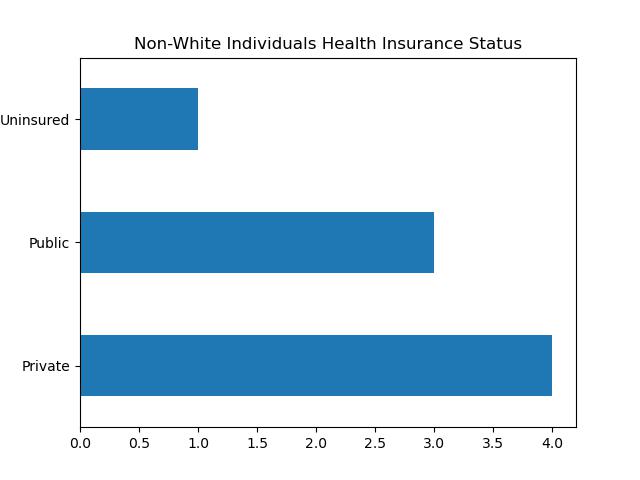 Non-White Individuals Health Insurance Status
Uninsured
Public
Private
0.0 0.5 1.0 1.5 2.0 2.5 3.0 3.5 4.0